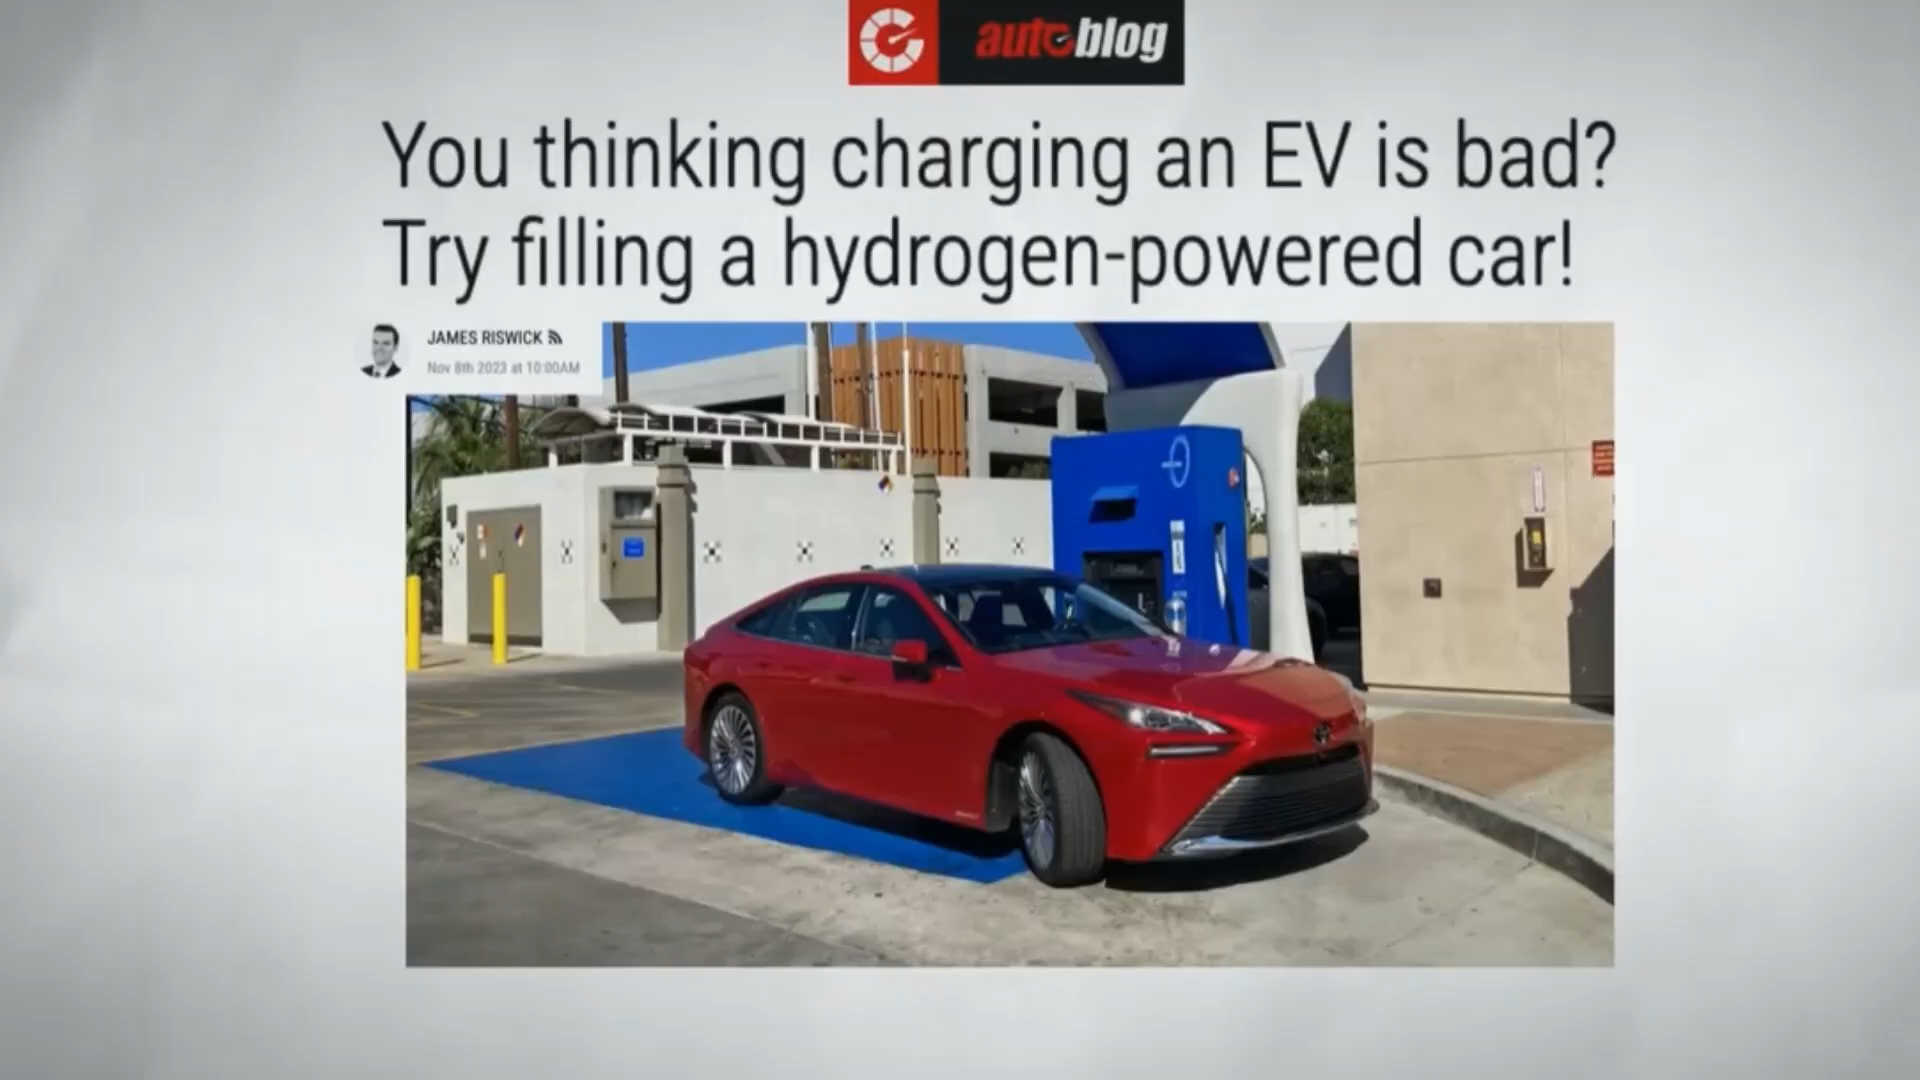 autoblog
You thinking charging an EV is bad?
Try filling a hydrogen-powered car!
JAMES RISWICK
Nov 8th 2023 at 10:00AM